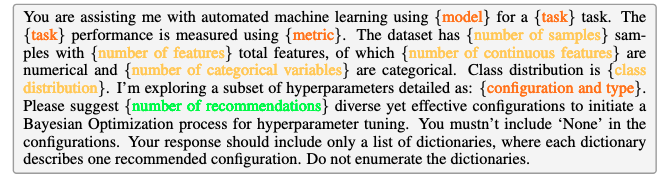 You are assisting me with automated machine learning using {model} for a {task} task. The
{task} performance is measured using {metric}. The dataset has {number of samples} sam-
ples with {number of features} total features, of which {number of continuous features} are
numerical and {number of categorical variables} are categorical. Class distribution is {class
distribution}. I'm exploring a subset of hyperparameters detailed as: {configuration and type}.
Please suggest {number of recommendations} diverse yet effective configurations to initiate a
Bayesian Optimization process for hyperparameter tuning. You mustn't include 'None' in the
configurations. Your response should include only a list of dictionaries, where each dictionary
describes one recommended configuration. Do not enumerate the dictionaries.